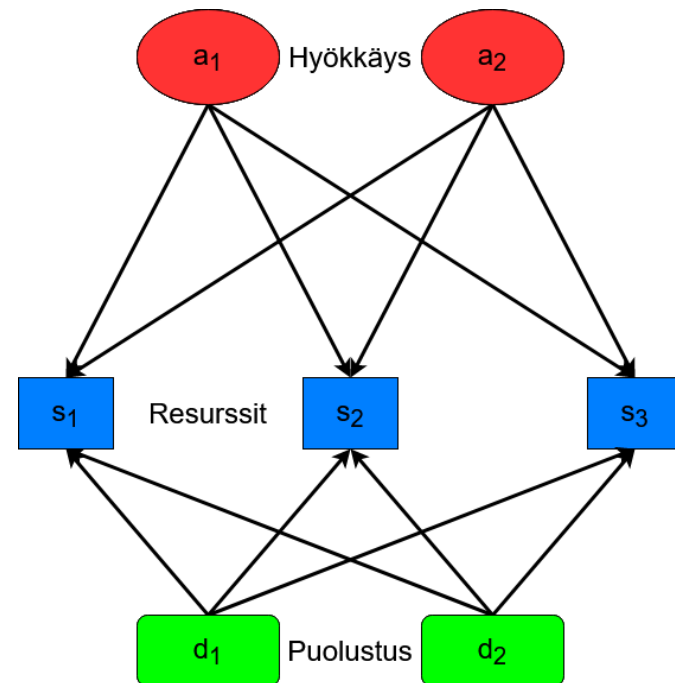 a₁ Hyökkäys a₂
s₁ Resurssit s₂ s₃
d₁ Puolustus d₂